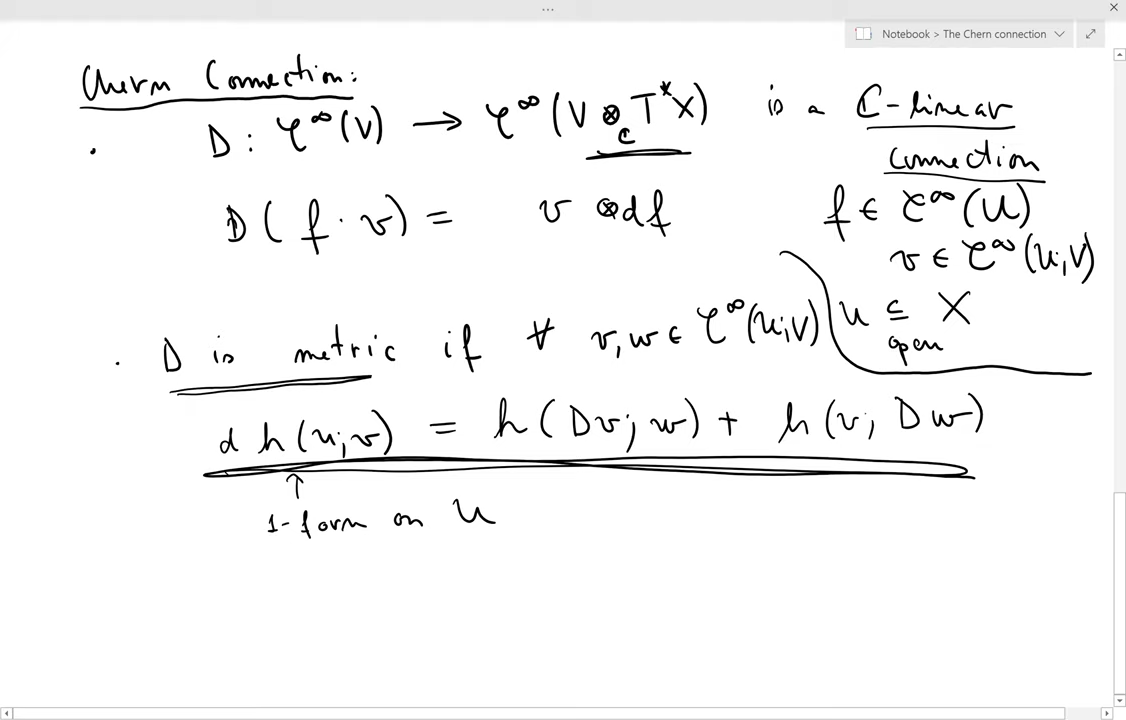 Notebook > The Chern connection
Chern Connection:
· D : 𝒞^∞(V) → 𝒞^∞(V ⊗_C T*X) is a ℂ-linear
connection
D( f · v) = v ⊗ df f ∈ 𝒞^∞(U)
v ∈ 𝒞^∞(U; V)
U ⊆ X
open
· D is metric if ∀ v, w ∈ 𝒞^∞(U; V)
d h(u; v) = h( Dv; w) + h(v; Dw)
↑
1-form on U